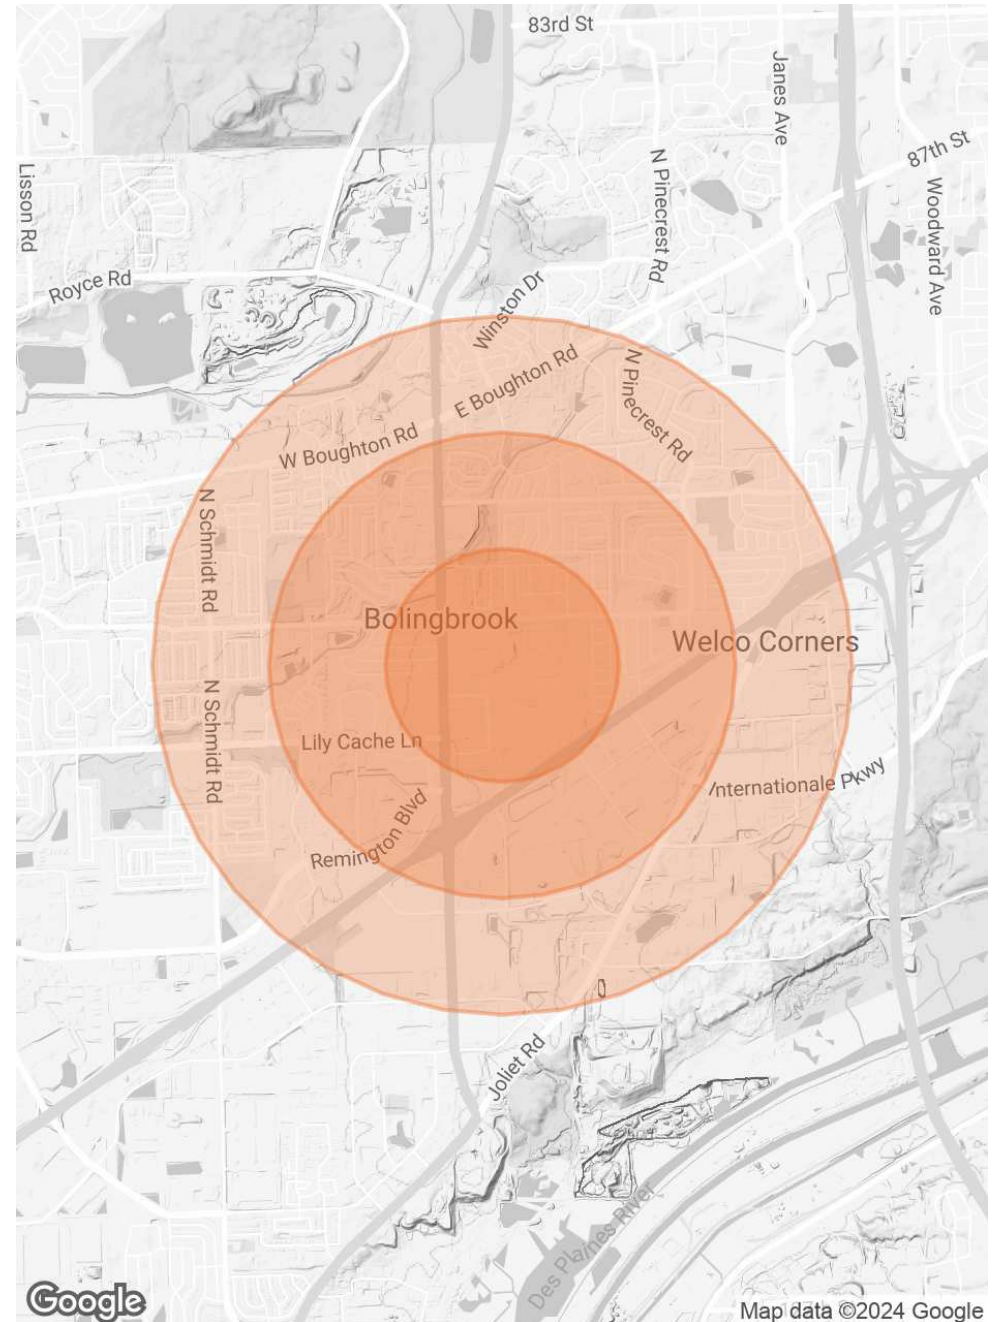 83rd St
Janes Ave
87th St
N Pinecrest Rd
Lisson Rd
Woodward Ave
Royce Rd
Winston Dr
E Boughton Rd
N Pinecrest Rd
W Boughton Rd
N Schmidt Rd
Bolingbrook
Welco Corners
N Schmidt Rd
Lily Cache Ln
Internationale Pkwy
Remington Blvd
Joliet Rd
Des Plaines River
Google
Map data ©2024 Google